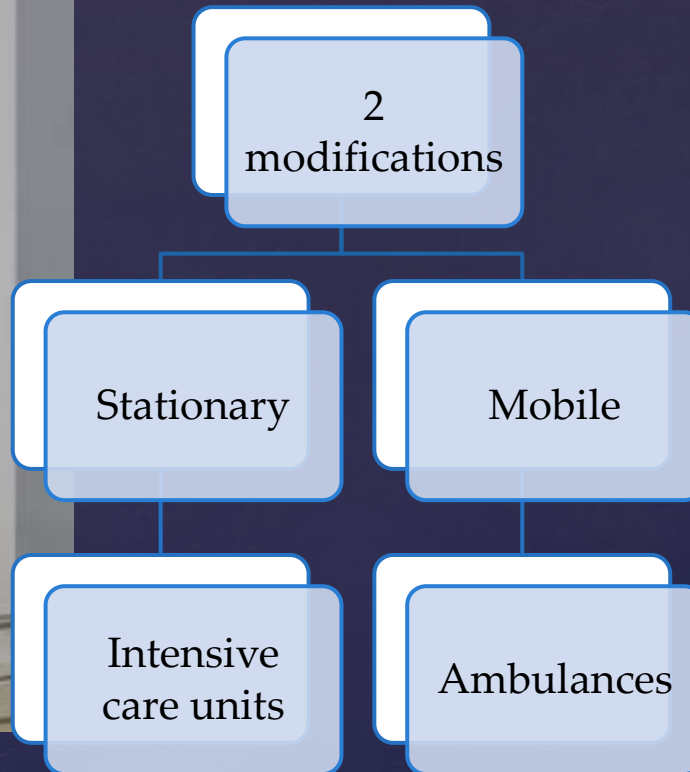 2
modifications
Stationary
Mobile
Intensive
care units
Ambulances